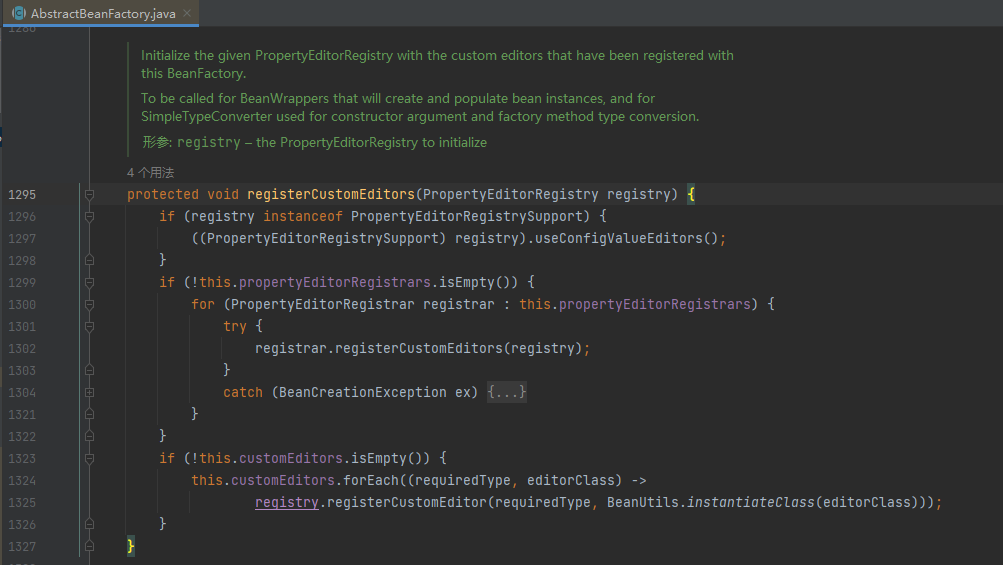 AbstractBeanFactory.java
1280
Initialize the given PropertyEditorRegistry with the custom editors that have been registered with
this BeanFactory.
To be called for BeanWrappers that will create and populate bean instances, and for
SimpleTypeConverter used for constructor argument and factory method type conversion.
形参: registry – the PropertyEditorRegistry to initialize
4 个用法
1295 protected void registerCustomEditors(PropertyEditorRegistry registry) {
1296 if (registry instanceof PropertyEditorRegistrySupport) {
1297 ((PropertyEditorRegistrySupport) registry).useConfigValueEditors();
1298 }
1299 if (!this.propertyEditorRegistrars.isEmpty()) {
1300 for (PropertyEditorRegistrar registrar : this.propertyEditorRegistrars) {
1301 try {
1302 registrar.registerCustomEditors(registry);
1303 }
1304 catch (BeanCreationException ex) {...}
1321 }
1322 }
1323 if (!this.customEditors.isEmpty()) {
1324 this.customEditors.forEach((requiredType, editorClass) ->
1325 registry.registerCustomEditor(requiredType, BeanUtils.instantiateClass(editorClass)));
1326 }
1327 }